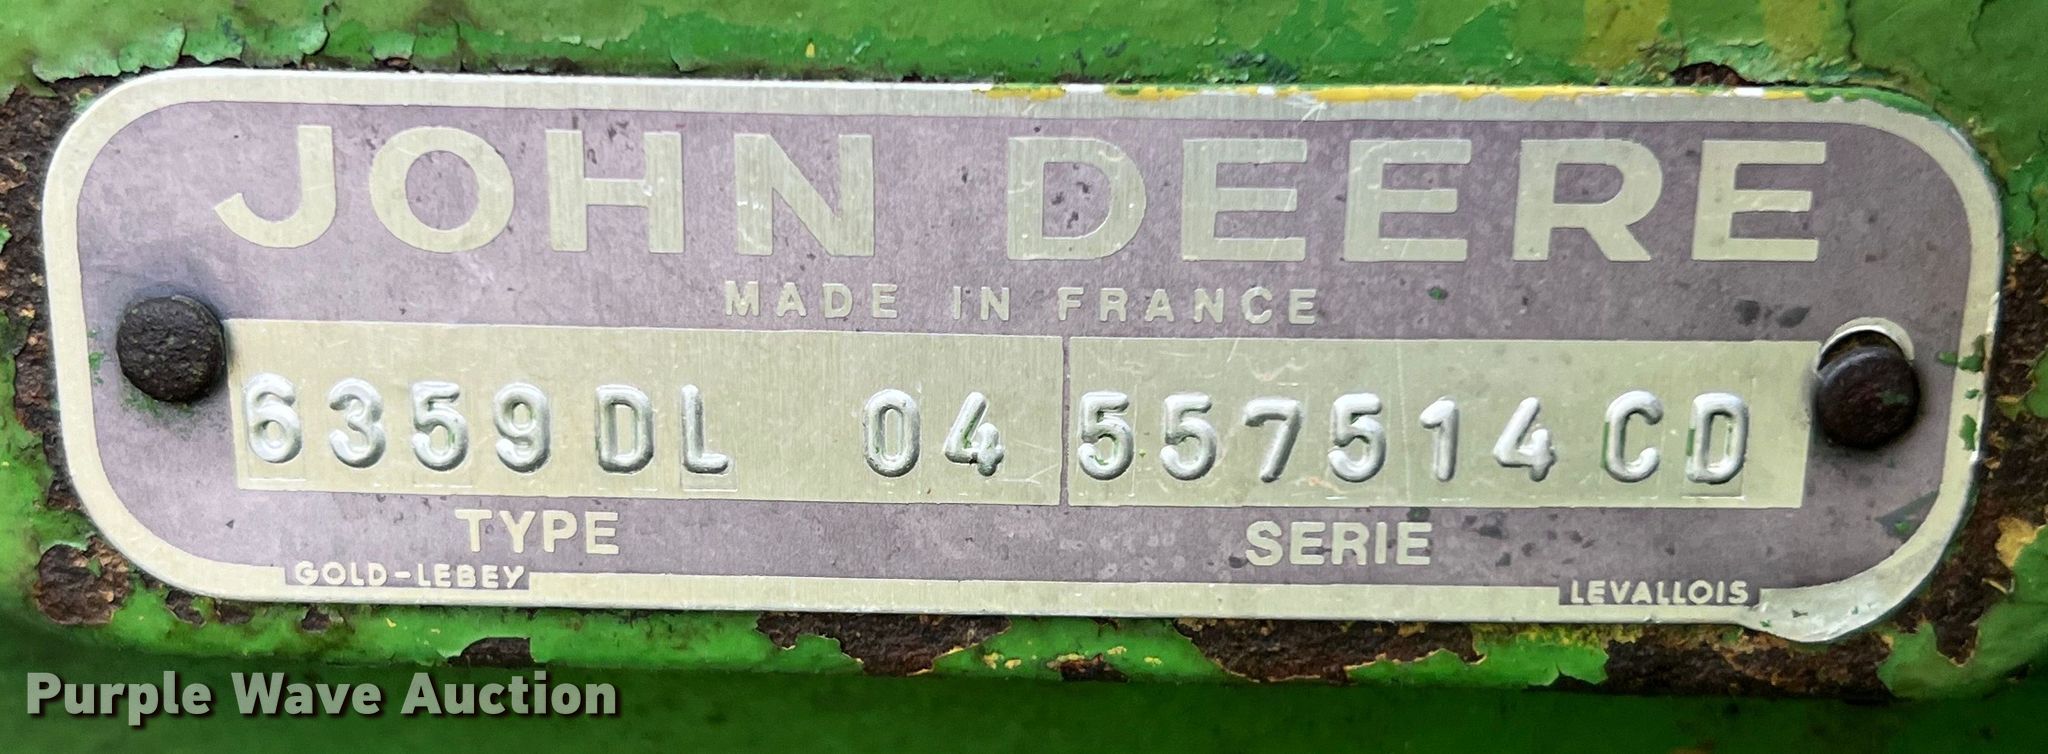 JOHN DEERE
MADE IN FRANCE
6359DL 04 557514CD
TYPE SERIE
GOLD-LEBEY LEVALLOIS
Purple Wave Auction